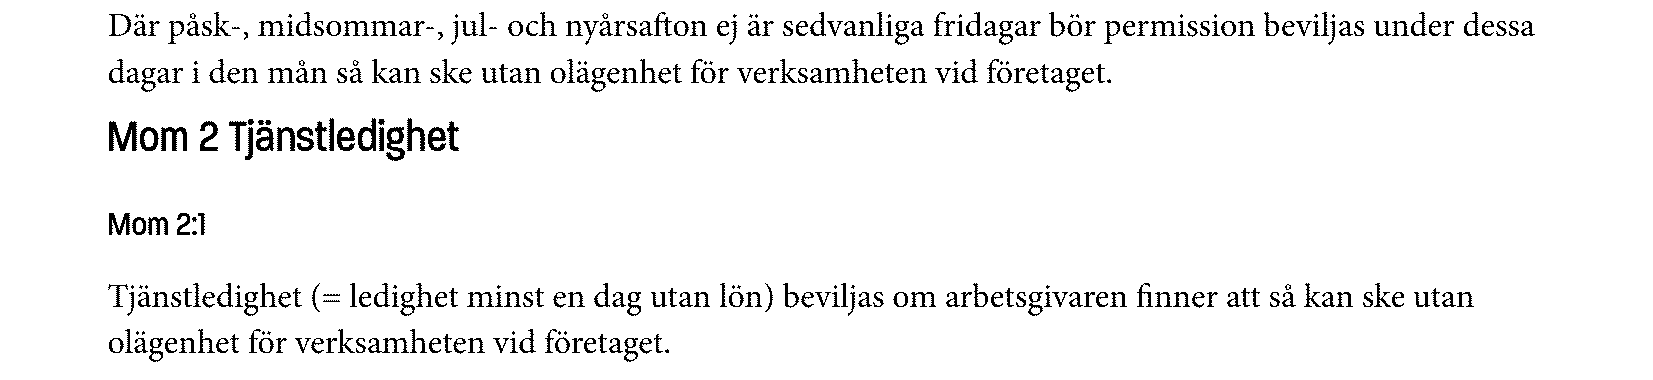 Där påsk-, midsommar-, jul- och nyårsafton ej är sedvanliga fridagar bör permission beviljas under dessa
dagar i den mån så kan ske utan olägenhet för verksamheten vid företaget.
Mom 2 Tjänstledighet
Mom 2:1
Tjänstledighet (= ledighet minst en dag utan lön) beviljas om arbetsgivaren finner att så kan ske utan
olägenhet för verksamheten vid företaget.